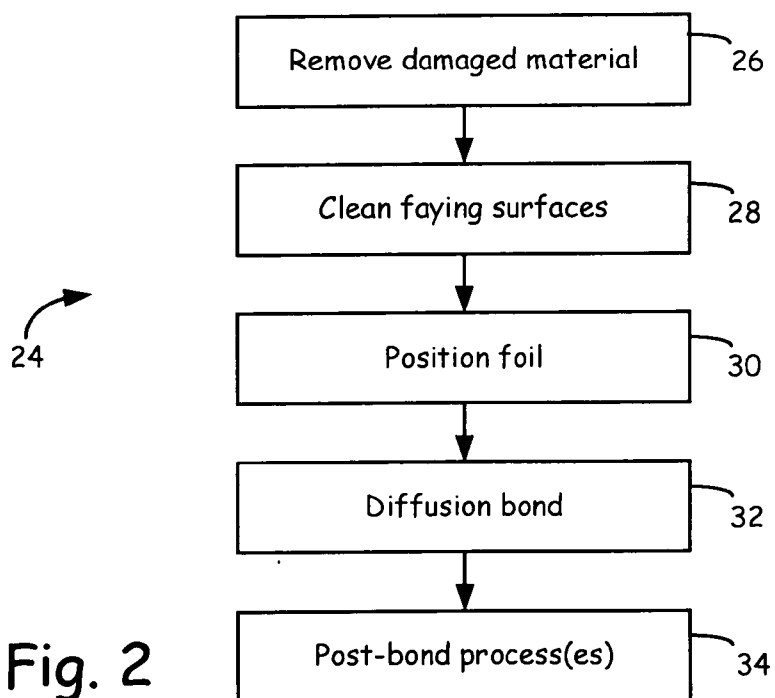 Remove damaged material
26
Clean faying surfaces
28
24
Position foil
30
Diffusion bond
32
Post-bond process(es)
34
Fig. 2